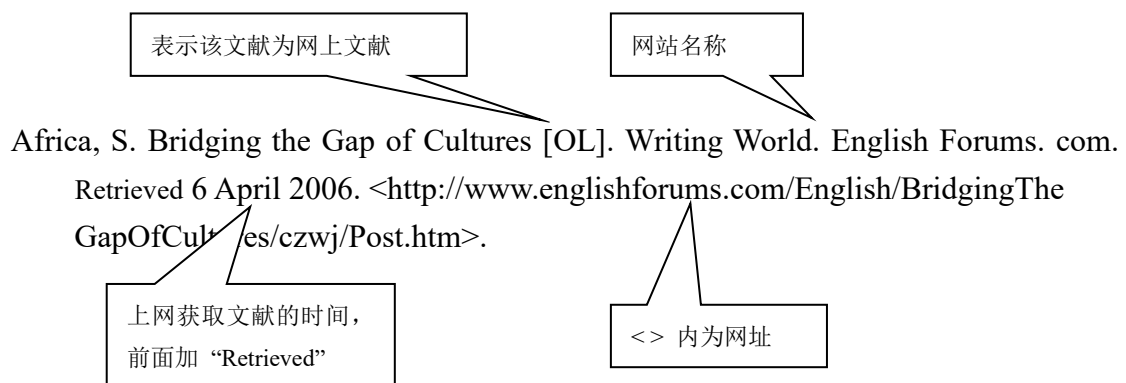 表示该文献为网上文献
网站名称
Africa, S. Bridging the Gap of Cultures [OL]. Writing World. English Forums. com.
Retrieved 6 April 2006. <http://www.englishforums.com/English/BridgingThe
GapOfCultures/czwj/Post.htm>.
上网获取文献的时间，
前面加 “Retrieved”
<> 内为网址